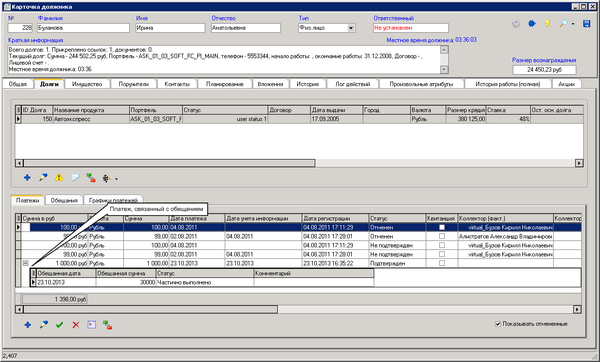 Карточка должника
№ Фамилия Имя Отчество Тип Ответственный
228 Буланова Ирина Анатольевна Физ.лицо Не установлен
Краткая информация Местное время должника: 03:36:03
Всего долгов: 1, Прикреплено ссылок: 1, документов: 0.
Текущий долг: Сумма - 244 502,25 руб, Портфель - ASK_01_03_SOFT_FC_PI_MAIN, телефон - 5553344, начало работы: , окончание работы: 31.12.2008, Договор - ,
Лицевой счет - .
Местное время должника: 03:36
Размер вознаграждения
24 450,23 руб
Общая Долги Имущество Поручители Контакты Планирование Вложения История Лог действий Произвольные атрибуты История работы (полная) Акции
ID Долга Название продукта Портфель Статус Договор Дата выдачи Город Валюта Размер кредита Ставка Ост. осн. долга
150 Автоэкспресс ASK_01_03_SOFT_F user status 1 17.09.2005 Рубль 380 125,00 48%
Платежи Обещания Графики платежей
Платеж, связанный с обещанием
Сумма в руб Сумма Дата платежа Дата учета информации Дата регистрации Статус Квитанция Коллектор (факт.) Коллектор
100,00 Рубль 100,00 04.08.2011 04.08.2011 17:11:29 Отменен virtual_Бузов Кирилл Николаевич
99,00 руб Рубль 99,00 02.08.2011 04.08.2011 04.08.2011 17:28:01 Отменен Алистратов Александр Владимирови
100,00 руб Рубль 100,00 04.08.2011 04.08.2011 17:11:29 Не подтвержден virtual_Бузов Кирилл Николаевич
99,00 руб Рубль 99,00 02.08.2011 04.08.2011 04.08.2011 17:28:01 Не подтвержден virtual_Бузов Кирилл Николаевич
1 000,00 руб Рубль 1 000,00 23.10.2013 23.10.2013 23.10.2013 16:35:22 Подтвержден virtual_Бузов Кирилл Николаевич
Обещанная дата Обещанная сумма Статус Комментарий
23.10.2013 30000 Частично выполнено
1 398,00 руб
Показывать отмененные
2,407